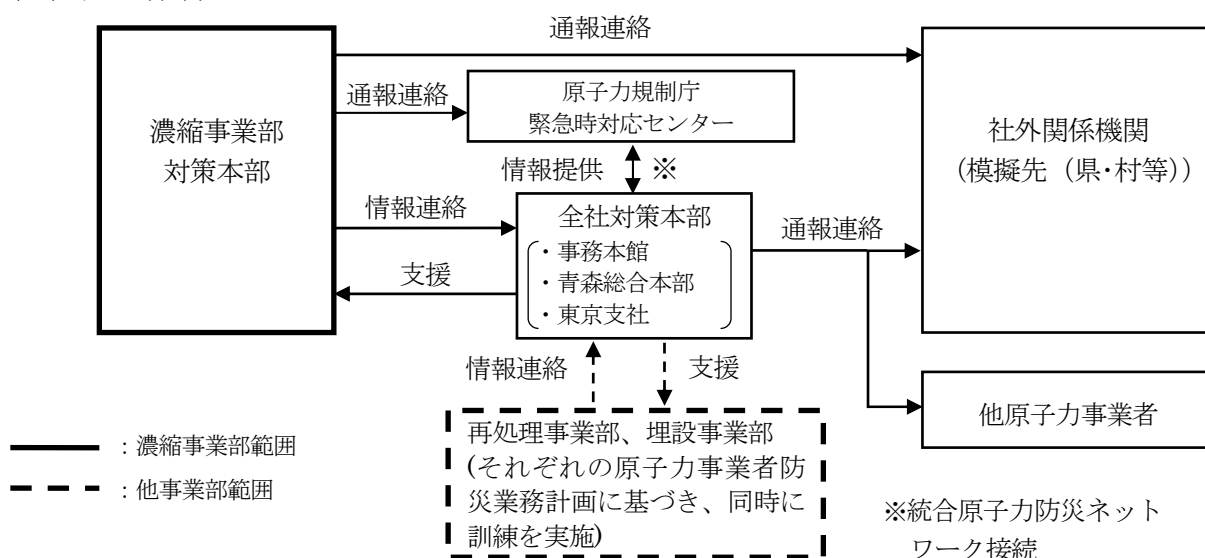 通報連絡
濃縮事業部
対策本部
通報連絡
原子力規制庁
緊急時対応センター
社外関係機関
(模擬先（県・村等）)
情報提供 ※
情報連絡
全社対策本部
・事務本館
・青森総合本部
・東京支社
通報連絡
支援
情報連絡
支援
他原子力事業者
再処理事業部、埋設事業部
(それぞれの原子力事業者防
災業務計画に基づき、同時に
訓練を実施)
：濃縮事業部範囲
：他事業部範囲
※統合原子力防災ネット
ワーク接続